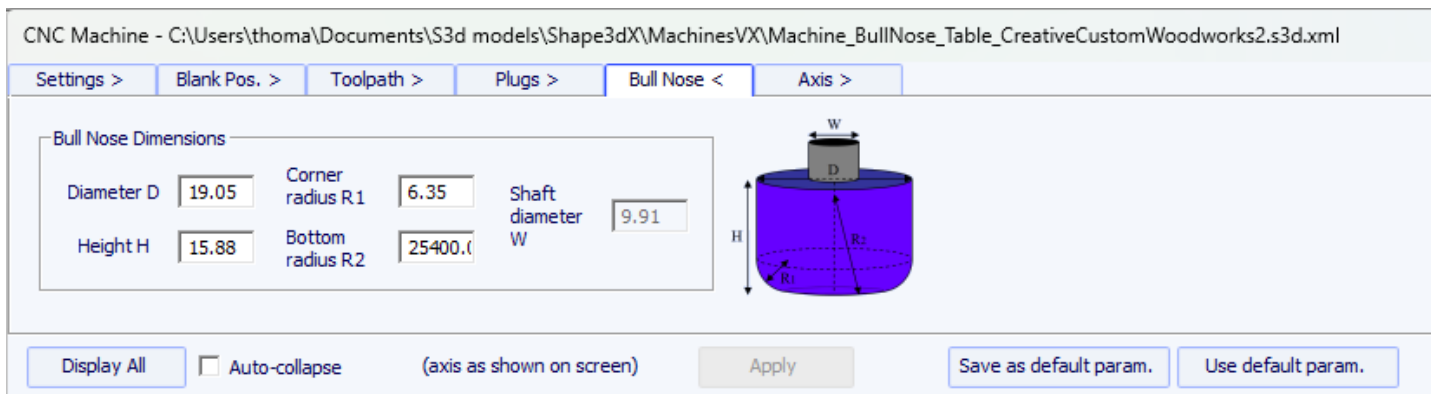 CNC Machine - C:\Users\thoma\Documents\S3d models\Shape3dX\MachinesVX\Machine_BullNose_Table_CreativeCustomWoodworks2.s3d.xml
Settings > Blank Pos. > Toolpath > Plugs > Bull Nose < Axis >
Bull Nose Dimensions
Diameter D 19.05
Corner
radius R1 6.35
Shaft
diameter
W 9.91
Height H 15.88
Bottom
radius R2 25400.(
W
D
H
R2
R1
Display All Auto-collapse (axis as shown on screen) Apply Save as default param. Use default param.